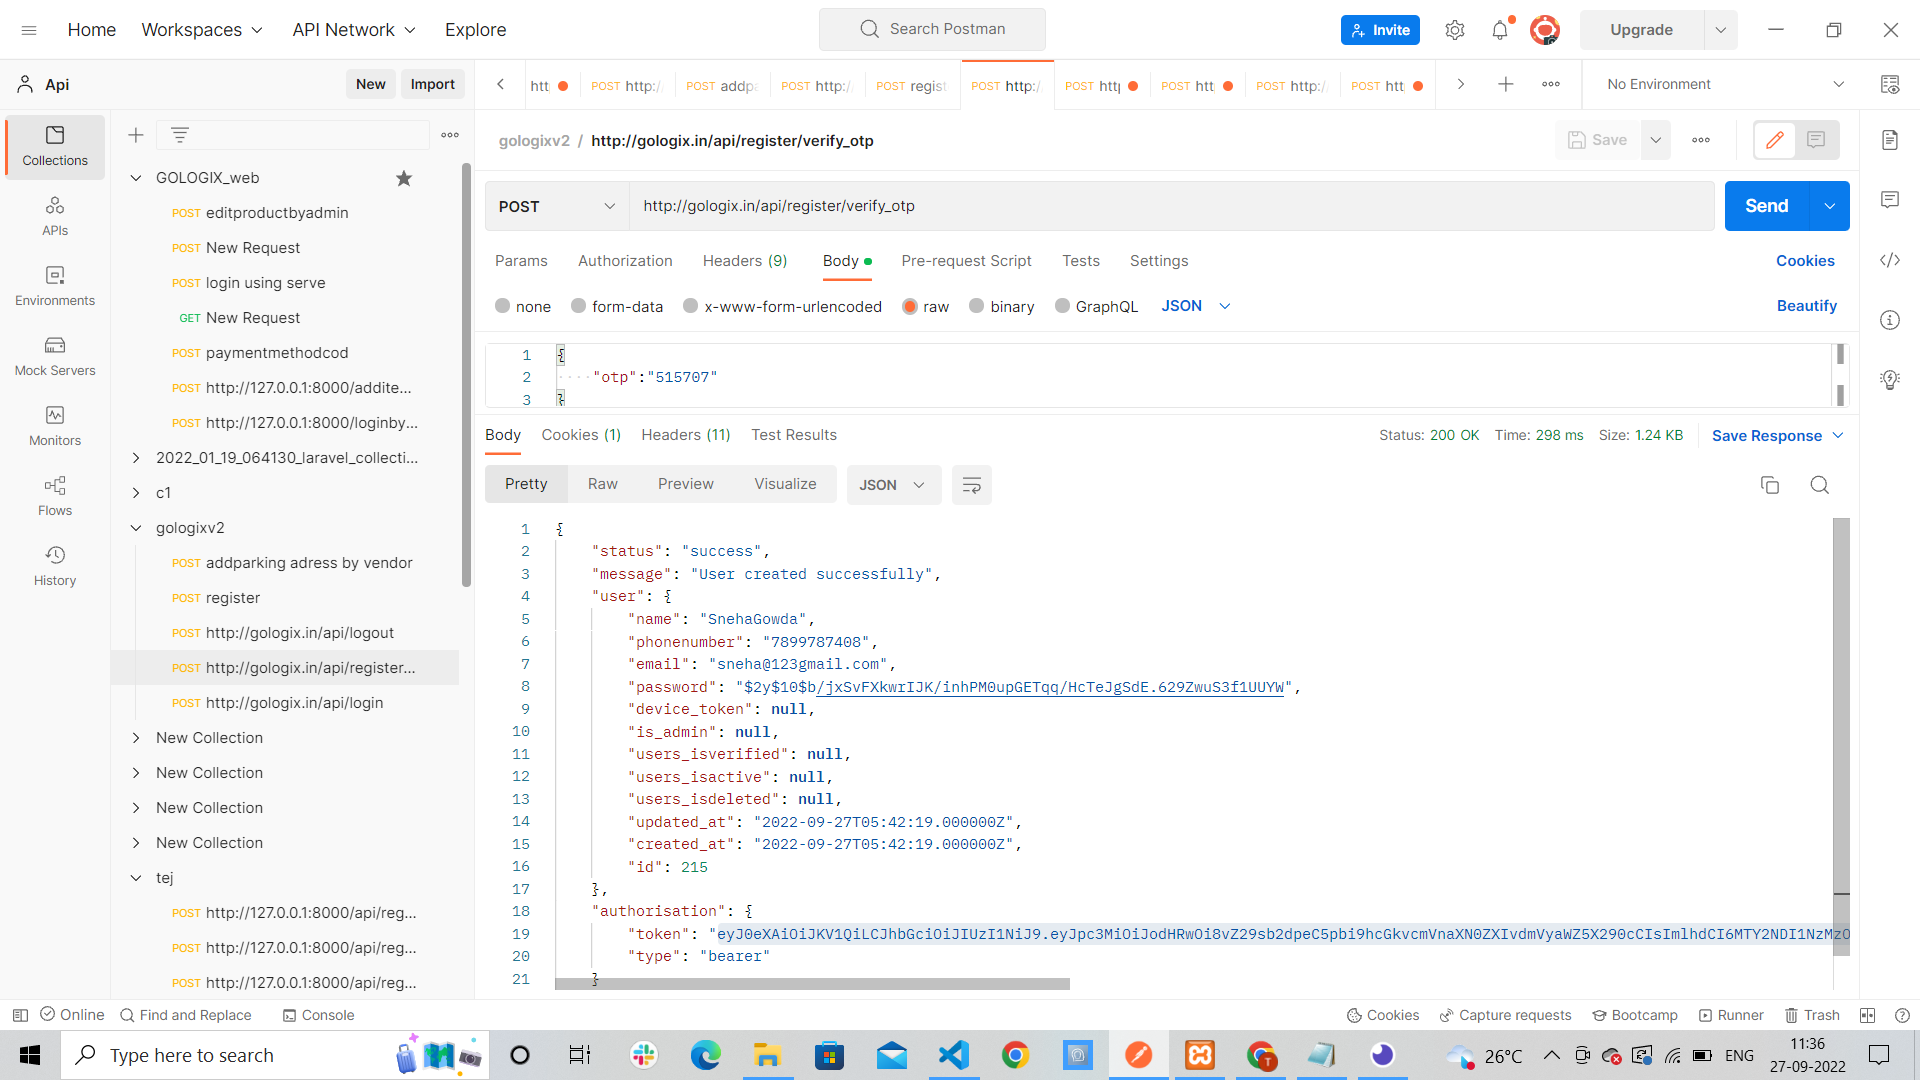 Home
Workspaces
API Network
Explore
Search Postman
Invite
Upgrade
Api
New
Import
htt
POST http:/
POST addpa
POST http:/
POST regist
POST http:/
POST htt
POST htt
POST http:/
POST htt
No Environment
Collections
APIs
Environments
Mock Servers
Monitors
Flows
History
GOLOGIX_web
POST editproductbyadmin
POST New Request
POST login using serve
GET New Request
POST paymentmethodcod
POST http://127.0.0.1:8000/addite...
POST http://127.0.0.1:8000/loginby...
2022_01_19_064130_laravel_collecti...
c1
gologixv2
POST addparking adress by vendor
POST register
POST http://gologix.in/api/logout
POST http://gologix.in/api/register...
POST http://gologix.in/api/login
New Collection
New Collection
New Collection
New Collection
tej
POST http://127.0.0.1:8000/api/reg...
POST http://127.0.0.1:8000/api/reg...
POST http://127.0.0.1:8000/api/reg...
gologixv2 / http://gologix.in/api/register/verify_otp
Save
POST http://gologix.in/api/register/verify_otp
Send
Params Authorization Headers (9) Body Pre-request Script Tests Settings Cookies
none form-data x-www-form-urlencoded raw binary GraphQL JSON Beautify
1 {
2 ····"otp":"515707"
3 }
Body Cookies (1) Headers (11) Test Results Status: 200 OK Time: 298 ms Size: 1.24 KB Save Response
Pretty Raw Preview Visualize JSON
1 {
2 "status": "success",
3 "message": "User created successfully",
4 "user": {
5 "name": "SnehaGowda",
6 "phonenumber": "7899787408",
7 "email": "sneha@123gmail.com",
8 "password": "$2y$10$b/jxSvFXkwrIJK/inhPM0upGETqq/HcTeJgSdE.629ZwuS3f1UUYW",
9 "device_token": null,
10 "is_admin": null,
11 "users_isverified": null,
12 "users_isactive": null,
13 "users_isdeleted": null,
14 "updated_at": "2022-09-27T05:42:19.000000Z",
15 "created_at": "2022-09-27T05:42:19.000000Z",
16 "id": 215
17 },
18 "authorisation": {
19 "token": "eyJ0eXAiOiJKV1QiLCJhbGciOiJIUzI1NiJ9.eyJpc3MiOiJodHRwOi8vZ29sb2dpeC5pbi9hcGkvcmVnaXN0ZXIvdmVyaWZ5X290cCIsImlhdCI6MTY2NDI1NzMzO
20 "type": "bearer"
21 }
Online Find and Replace Console Cookies Capture requests Bootcamp Runner Trash
Type here to search
T
26°C
ENG
11:36
27-09-2022